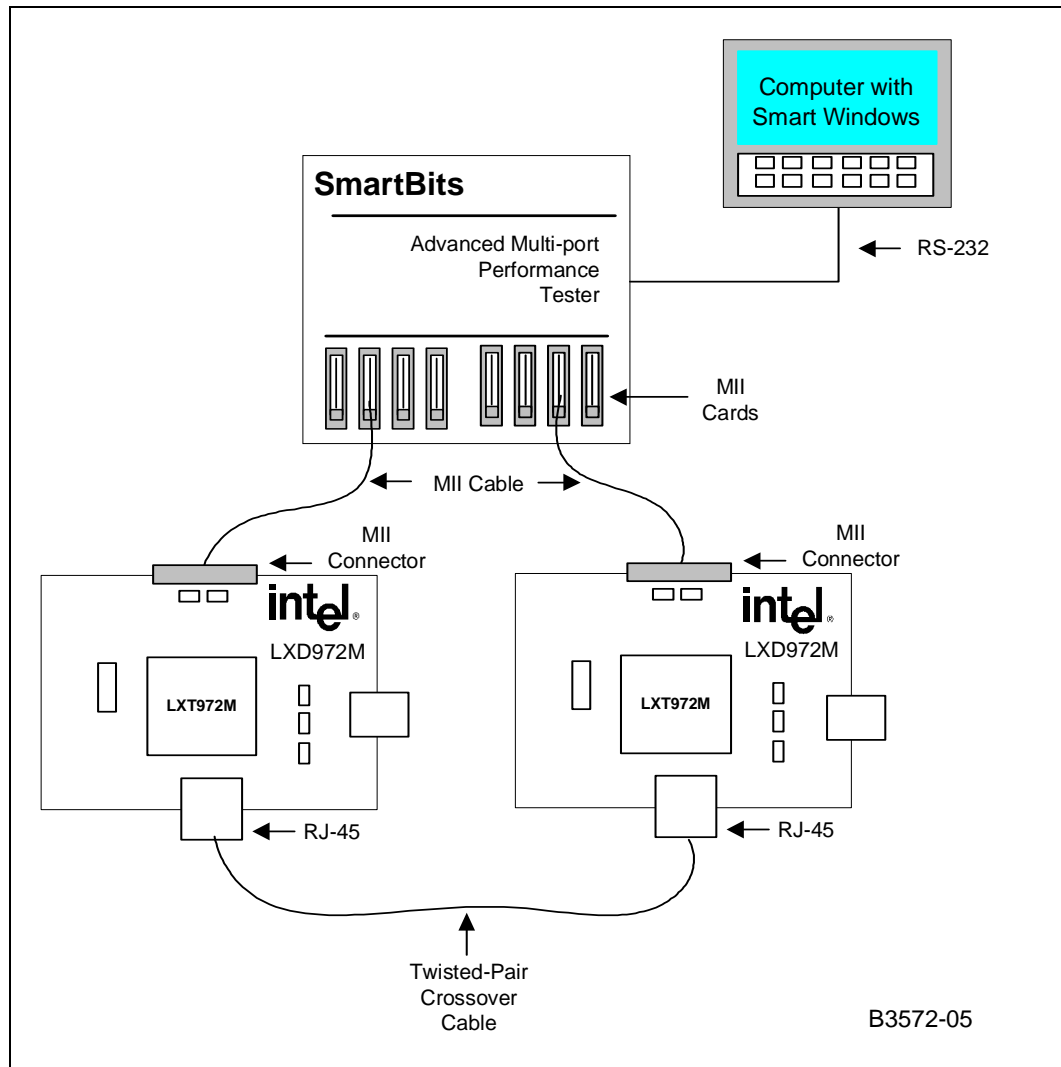 Computer with
Smart Windows
SmartBits
Advanced Multi-port
Performance
Tester
RS-232
MII
Cards
MII Cable
MII
Connector
MII
Connector
intel®
LXD972M
LXT972M
intel®
LXD972M
LXT972M
RJ-45
RJ-45
Twisted-Pair
Crossover
Cable
B3572-05